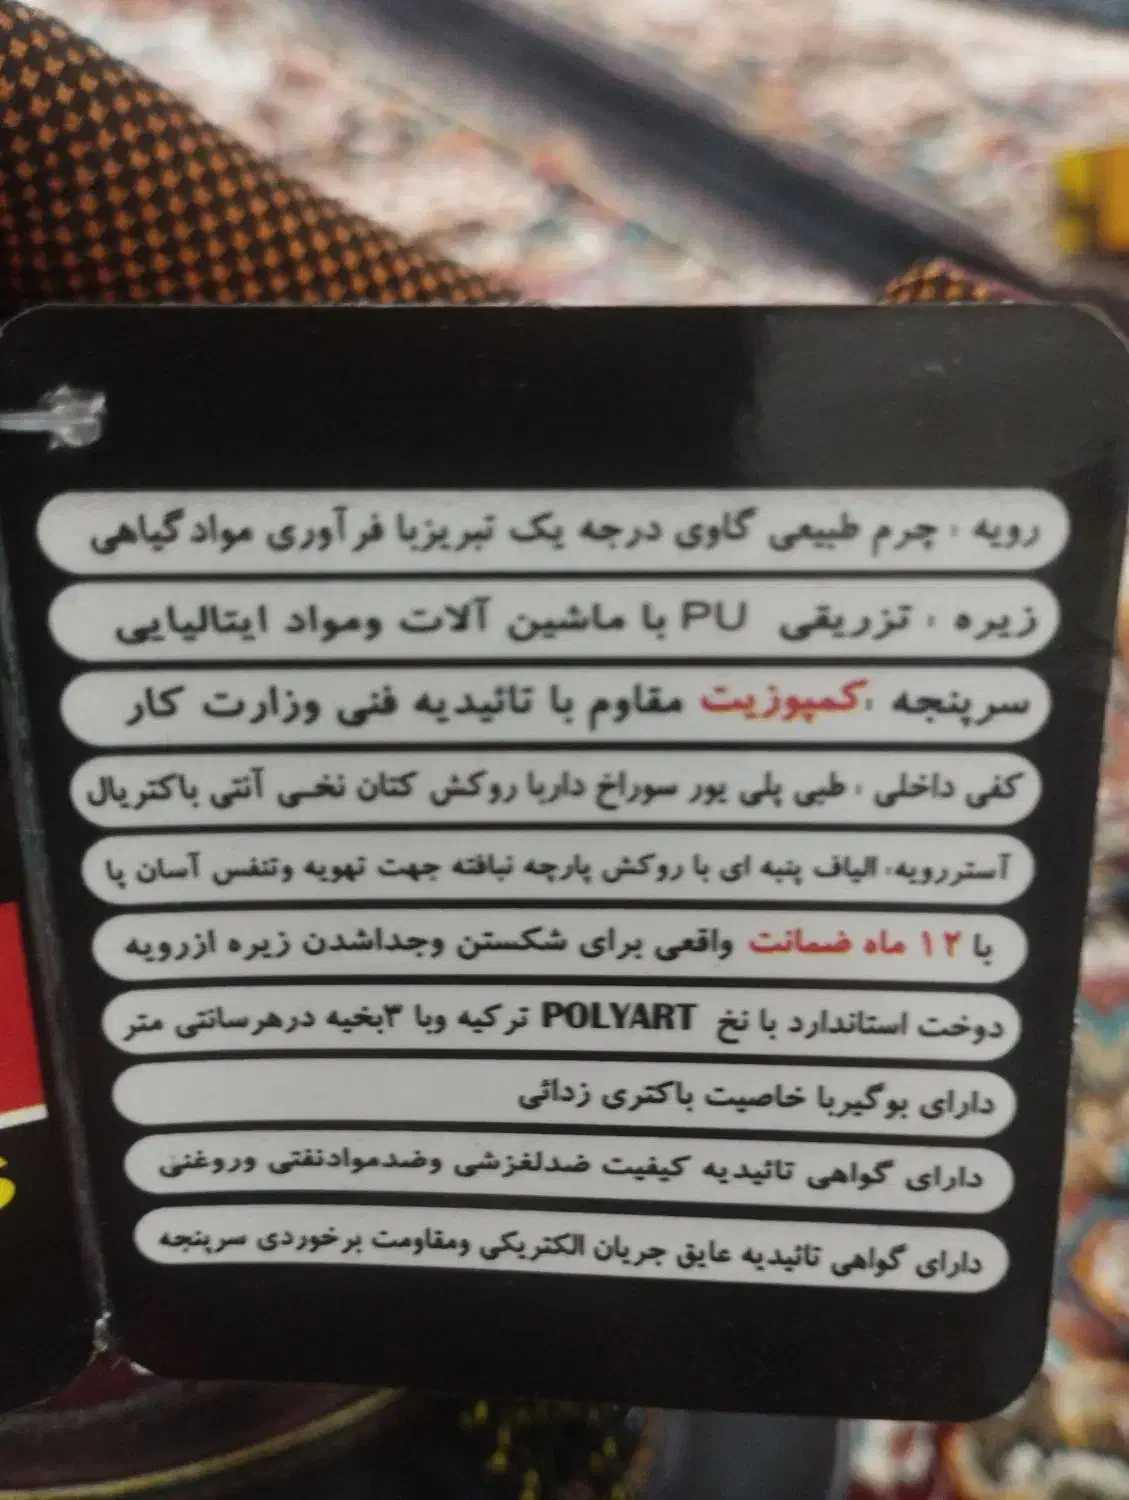 رویه : چرم طبیعی گاوی درجه یک تبریزبا فرآوری موادگیاهی
زیره : تزریقی PU با ماشین آلات ومواد ایتالیایی
سرپنجه :کمپوزیت مقاوم با تائیدیه فنی وزارت کار
کفی داخلی : طبی پلی یور سوراخ داربا روکش کتان نخی آنتی باکتریال
آستررویه: الیاف پنبه ای با روکش پارچه نبافته جهت تهویه وتنفس آسان پا
با ۱۲ ماه ضمانت واقعی برای شکستن وجداشدن زیره ازرویه
دوخت استاندارد با نخ POLYART ترکیه وبا ۳بخیه درهرسانتی متر
دارای بوگیربا خاصیت باکتری زدائی
دارای گواهی تائیدیه کیفیت ضدلغزشی وضدموادنفتی وروغنی
دارای گواهی تائیدیه عایق جریان الکتریکی ومقاومت برخوردی سرپنجه